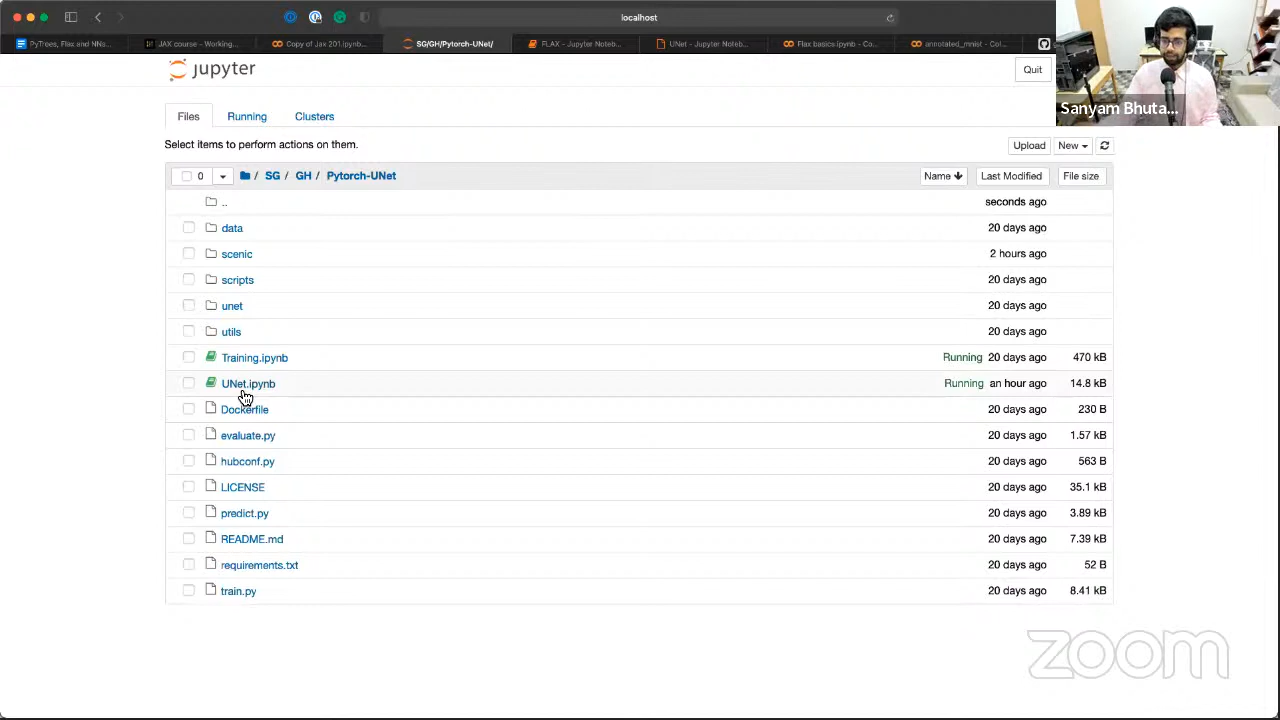 localhost
PyTrees, Flax and NNs...
JAX course - Working...
Copy of Jax 201.ipynb...
SG/GH/Pytorch-UNet/
FLAX - Jupyter Noteb...
UNet - Jupyter Noteb...
Flax basics.ipynb - Co...
annotated_mnist - Col...
jupyter
Quit
Sanyam Bhuta...
Files
Running
Clusters
Select items to perform actions on them.
Upload
New
0
/ SG / GH / Pytorch-UNet
Name
Last Modified
File size
..
seconds ago
data
20 days ago
scenic
2 hours ago
scripts
20 days ago
unet
20 days ago
utils
20 days ago
Training.ipynb
Running 20 days ago 470 kB
UNet.ipynb
Running an hour ago 14.8 kB
Dockerfile
20 days ago 230 B
evaluate.py
20 days ago 1.57 kB
hubconf.py
20 days ago 563 B
LICENSE
20 days ago 35.1 kB
predict.py
20 days ago 3.89 kB
README.md
20 days ago 7.39 kB
requirements.txt
20 days ago 52 B
train.py
20 days ago 8.41 kB
zoom